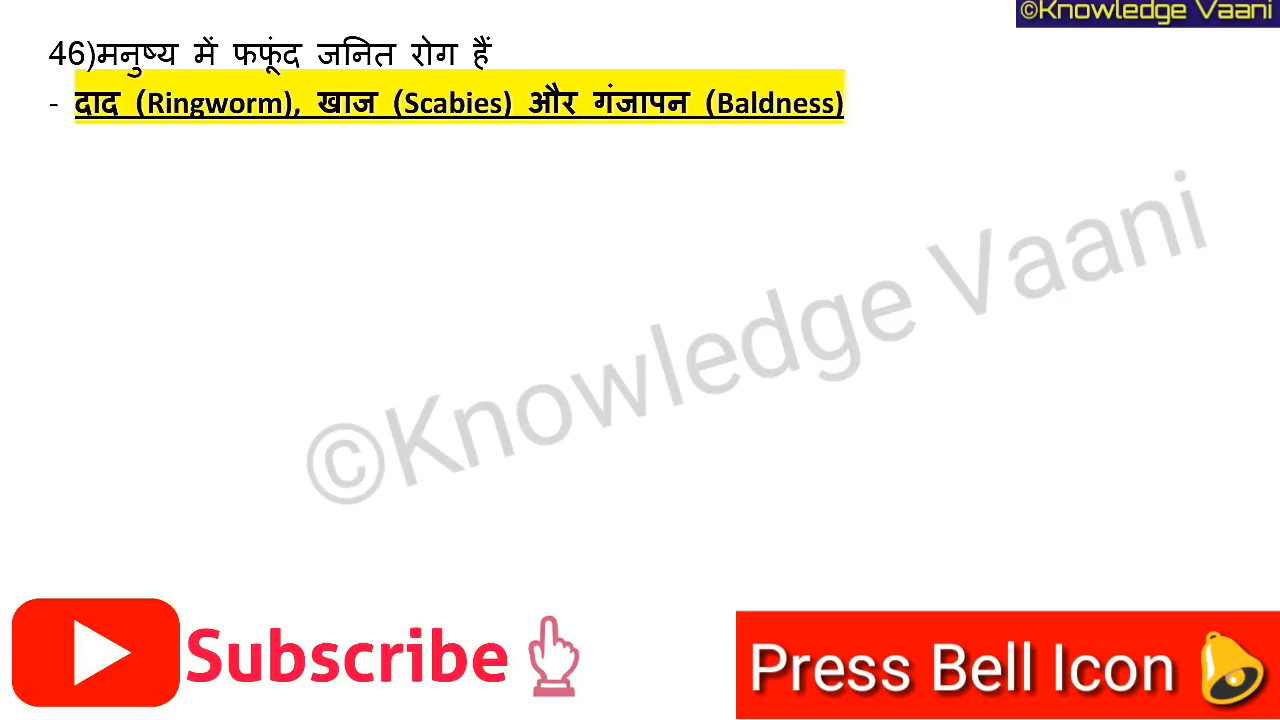 ©Knowledge Vaani
46)मनुष्य में फफूंद जनित रोग हैं
- दाद (Ringworm), खाज (Scabies) और गंजापन (Baldness)
©Knowledge Vaani
Subscribe
Press Bell Icon